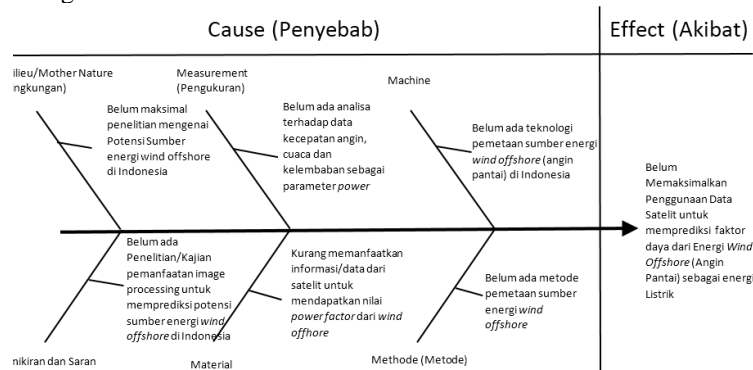 Cause (Penyebab)
Effect (Akibat)
ilieu/Mother Nature
ngkungan)
Measurement
(Pengukuran)
Machine
Belum maksimal
penelitian mengenai
Potensi Sumber
energi wind offshore
di Indonesia
Belum ada analisa
terhadap data
kecepatan angin,
cuaca dan
kelembaban sebagai
parameter power
Belum ada teknologi
pemetaan sumber energi
wind offshore (angin
pantai) di Indonesia
Belum
Memaksimalkan
Penggunaan Data
Satelit untuk
memprediksi faktor
daya dari Energi Wind
Offshore (Angin
Pantai) sebagai energi
Listrik
Belum ada
Penelitian/Kajian
pemanfaatan image
processing untuk
memprediksi potensi
sumber energi wind
offshore di Indonesia
Kurang memanfaatkan
informasi/data dari
satelit untuk
mendapatkan nilai
power factor dari wind
offhore
Belum ada metode
pemetaan sumber
energi wind
offshore
nikiran dan Saran
Material
Methode (Metode)